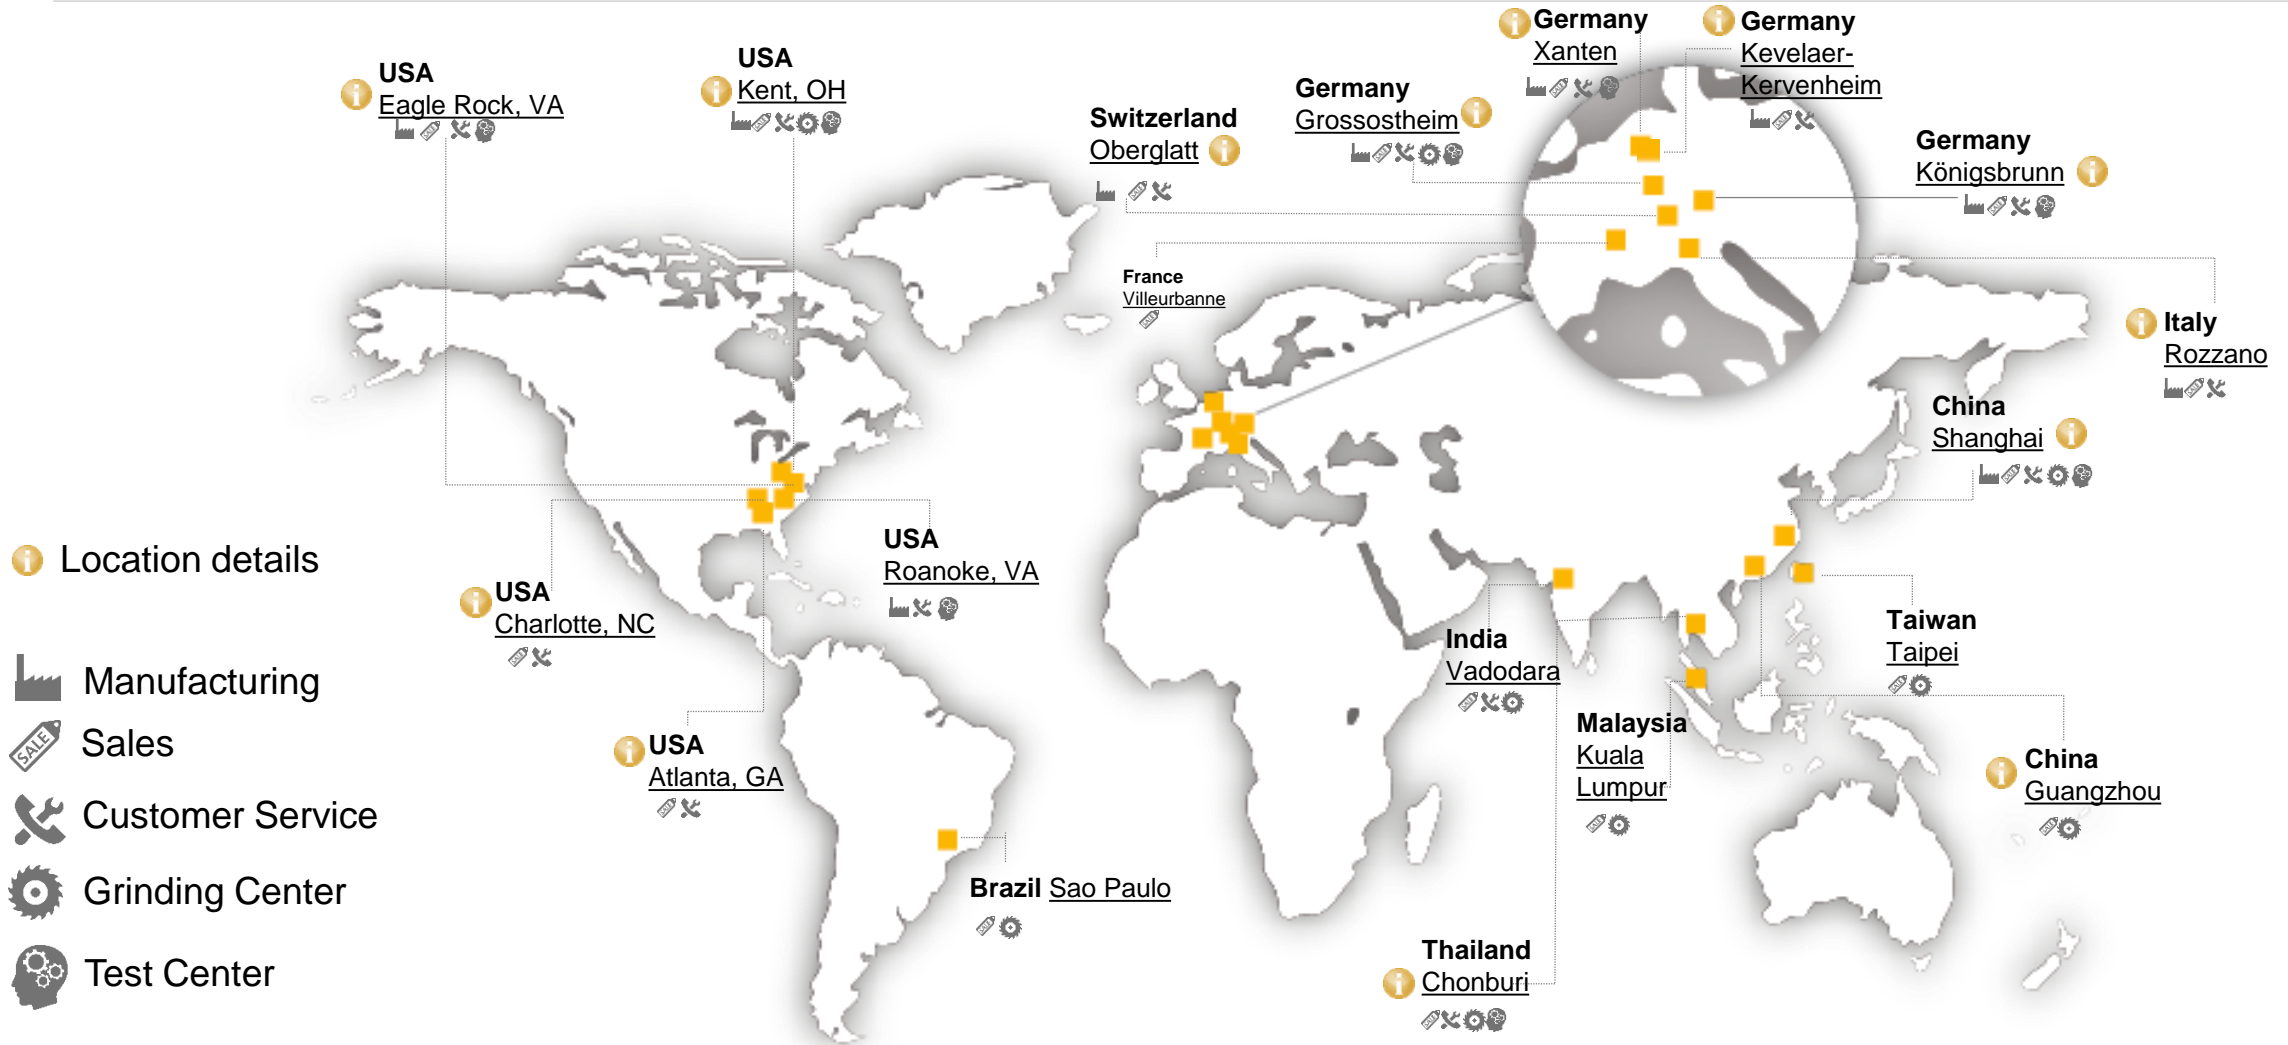 Germany
Xanten
Germany
Kevelaer-
Kervenheim
USA
Eagle Rock, VA
USA
Kent, OH
Germany
Grossostheim
Switzerland
Oberglatt
Germany
Königsbrunn
France
Villeurbanne
Italy
Rozzano
China
Shanghai
USA
Roanoke, VA
USA
Charlotte, NC
Location details
Manufacturing
SALE
Sales
Customer Service
Grinding Center
Test Center
USA
Atlanta, GA
Brazil Sao Paulo
India
Vadodara
Malaysia
Kuala
Lumpur
Taiwan
Taipei
China
Guangzhou
Thailand
Chonburi